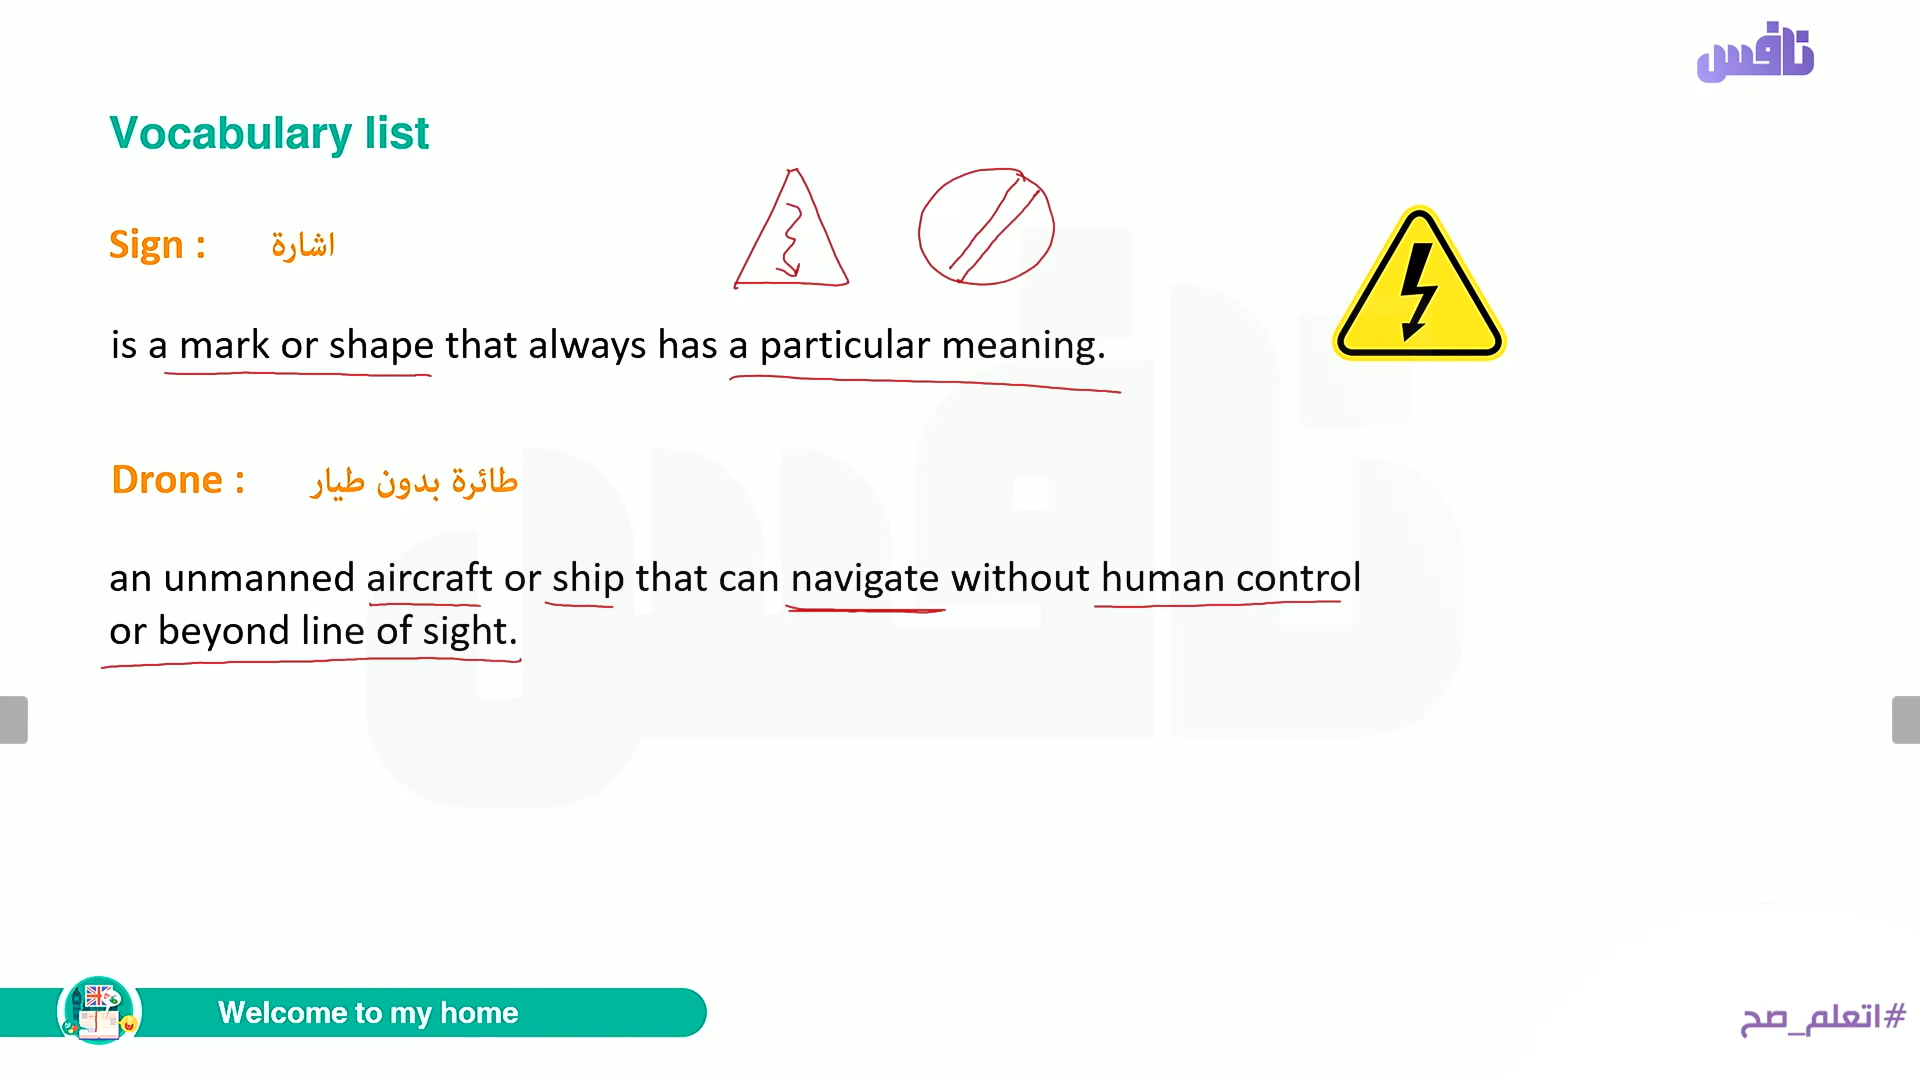 نافس
Vocabulary list
Sign : اشارة
is a mark or shape that always has a particular meaning.
Drone : طائرة بدون طيار
an unmanned aircraft or ship that can navigate without human control
or beyond line of sight.
Welcome to my home
#اتعلم_صح